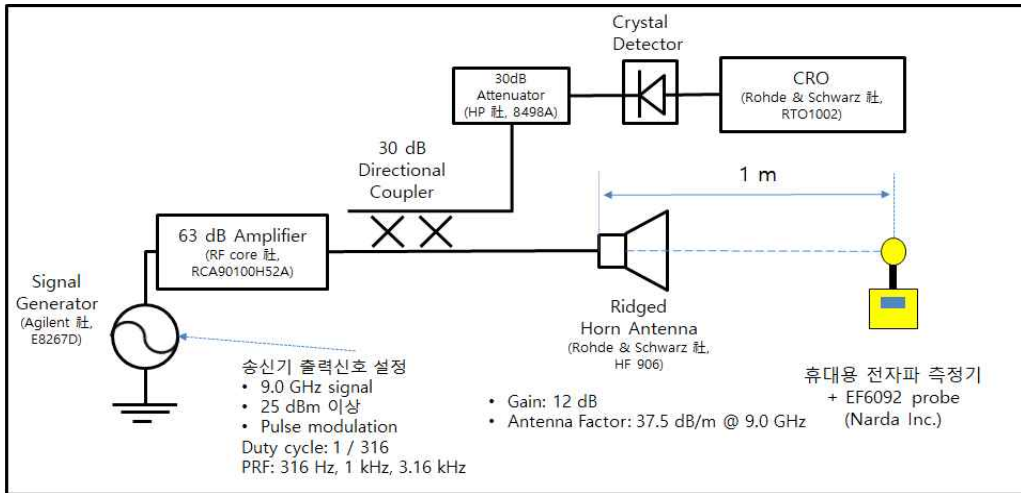 Crystal
Detector
30dB
Attenuator
(HP 社, 8498A)
CRO
(Rohde & Schwarz 社,
RTO1002)
30 dB
Directional
Coupler
1 m
63 dB Amplifier
(RF core 社,
RCA90100H52A)
Signal
Generator
(Agilent 社,
E8267D)
Ridged
Horn Antenna
(Rohde & Schwarz 社,
HF 906)
송신기 출력신호 설정
• 9.0 GHz signal
• 25 dBm 이상
• Pulse modulation
Duty cycle: 1 / 316
PRF: 316 Hz, 1 kHz, 3.16 kHz
• Gain: 12 dB
• Antenna Factor: 37.5 dB/m @ 9.0 GHz
휴대용 전자파 측정기
+ EF6092 probe
(Narda Inc.)